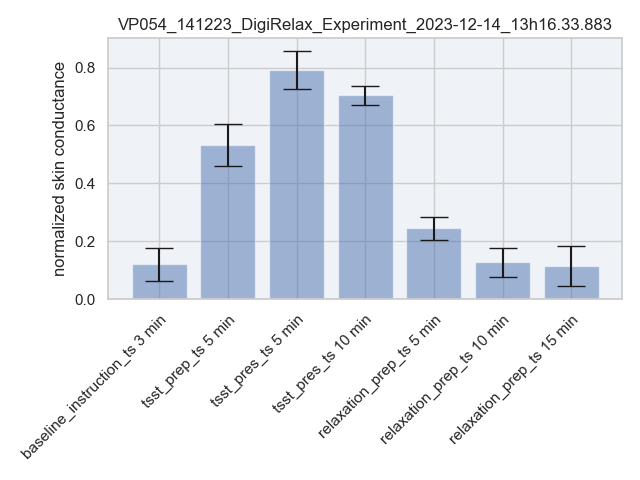 VP054_141223_DigiRelax_Experiment_2023-12-14_13h16.33.883
normalized skin conductance
0.8
0.6
0.4
0.2
0.0
baseline_instruction_ts 3 min
tsst_prep_ts 5 min
tsst_pres_ts 5 min
tsst_pres_ts 10 min
relaxation_prep_ts 5 min
relaxation_prep_ts 10 min
relaxation_prep_ts 15 min